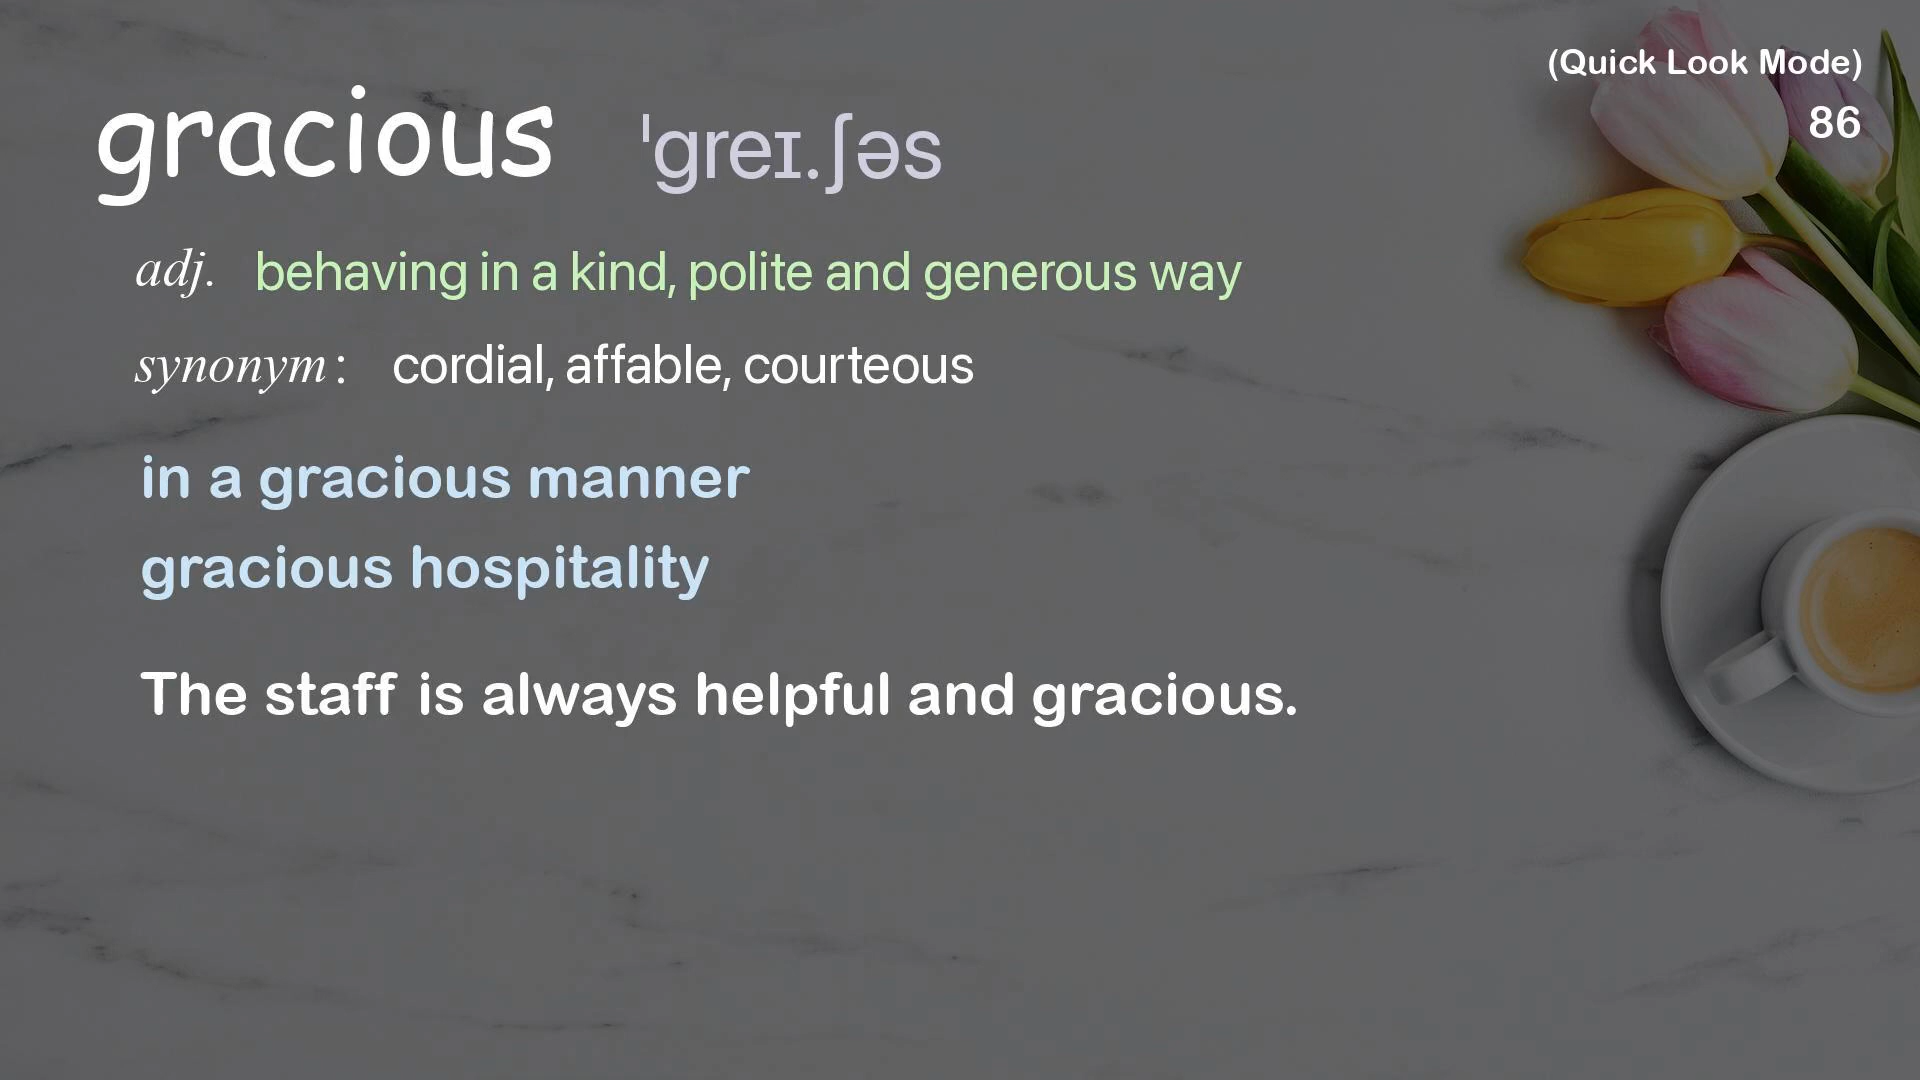 (Quick Look Mode)
86
gracious ˈɡreɪ.ʃəs
adj. behaving in a kind, polite and generous way
synonym: cordial, affable, courteous
in a gracious manner
gracious hospitality
The staff is always helpful and gracious.